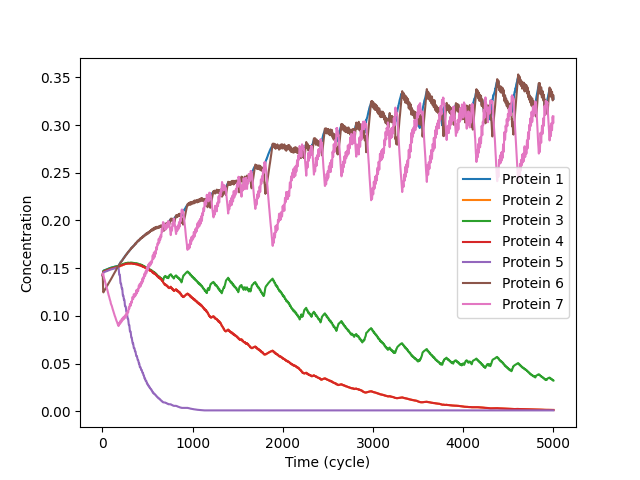 0.35
0.30
0.25
0.20
0.15
0.10
0.05
0.00
Concentration
0
1000
2000
3000
4000
5000
Time (cycle)
Protein 1
Protein 2
Protein 3
Protein 4
Protein 5
Protein 6
Protein 7